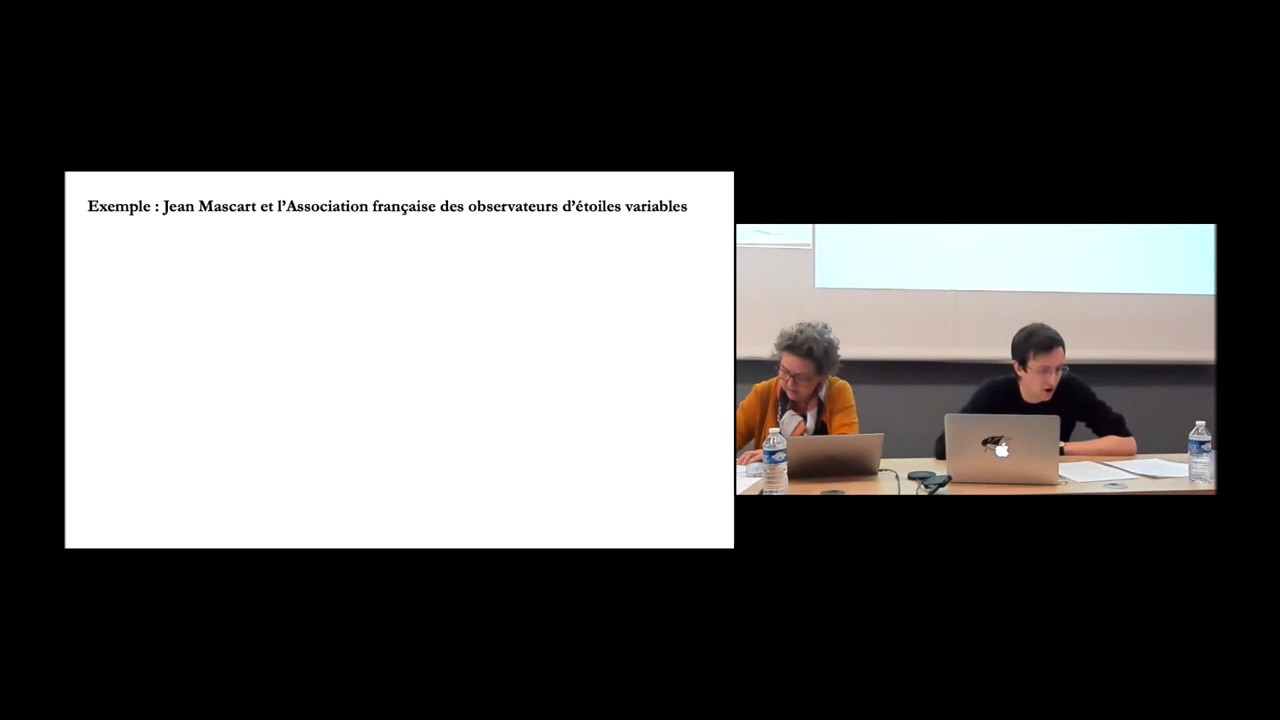 Exemple : Jean Mascart et l’Association française des observateurs d’étoiles variables